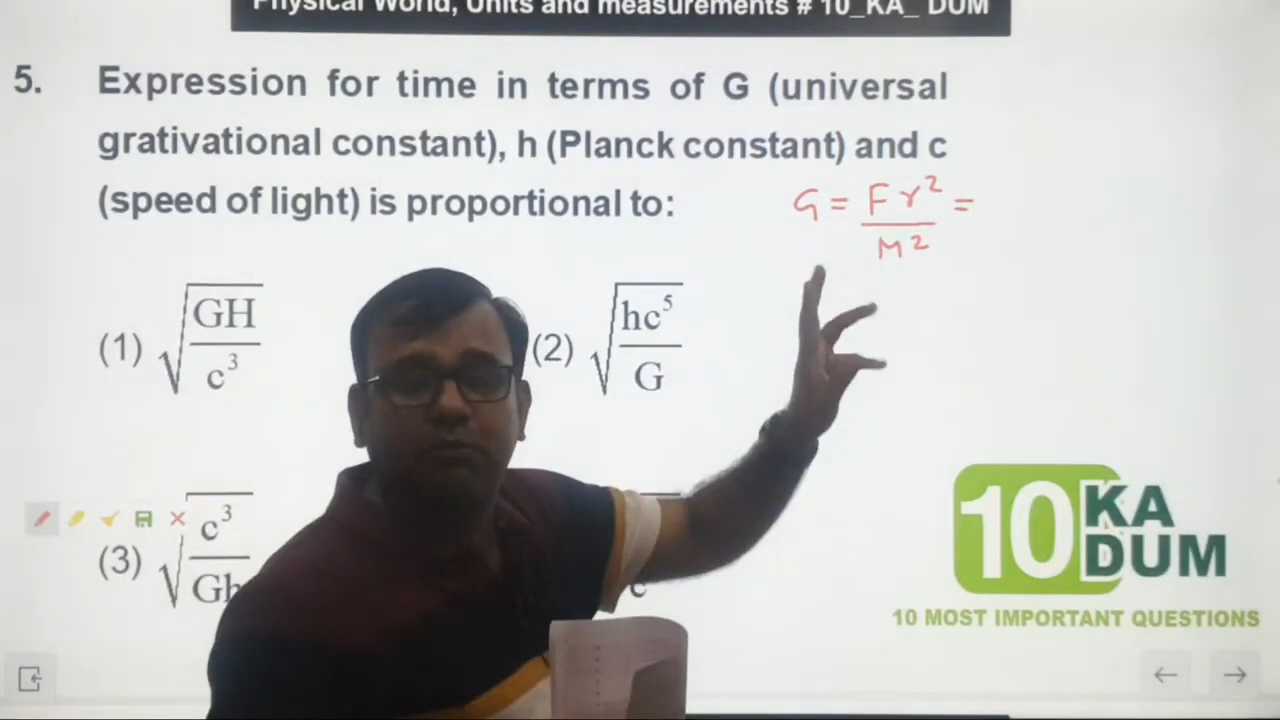 Physical World, Units and measurements # 10_KA_ DUM
5. Expression for time in terms of G (universal
grativational constant), h (Planck constant) and c
(speed of light) is proportional to:
G = F r² / M² =
(1) √(GH / c³)
(2) √(hc⁵ / G)
(3) √(c³ / Gh
c
10 KA DUM
10 MOST IMPORTANT QUESTIONS